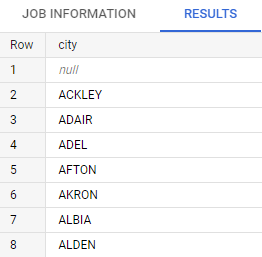 JOB INFORMATION RESULTS
Row city
1 null
2 ACKLEY
3 ADAIR
4 ADEL
5 AFTON
6 AKRON
7 ALBIA
8 ALDEN